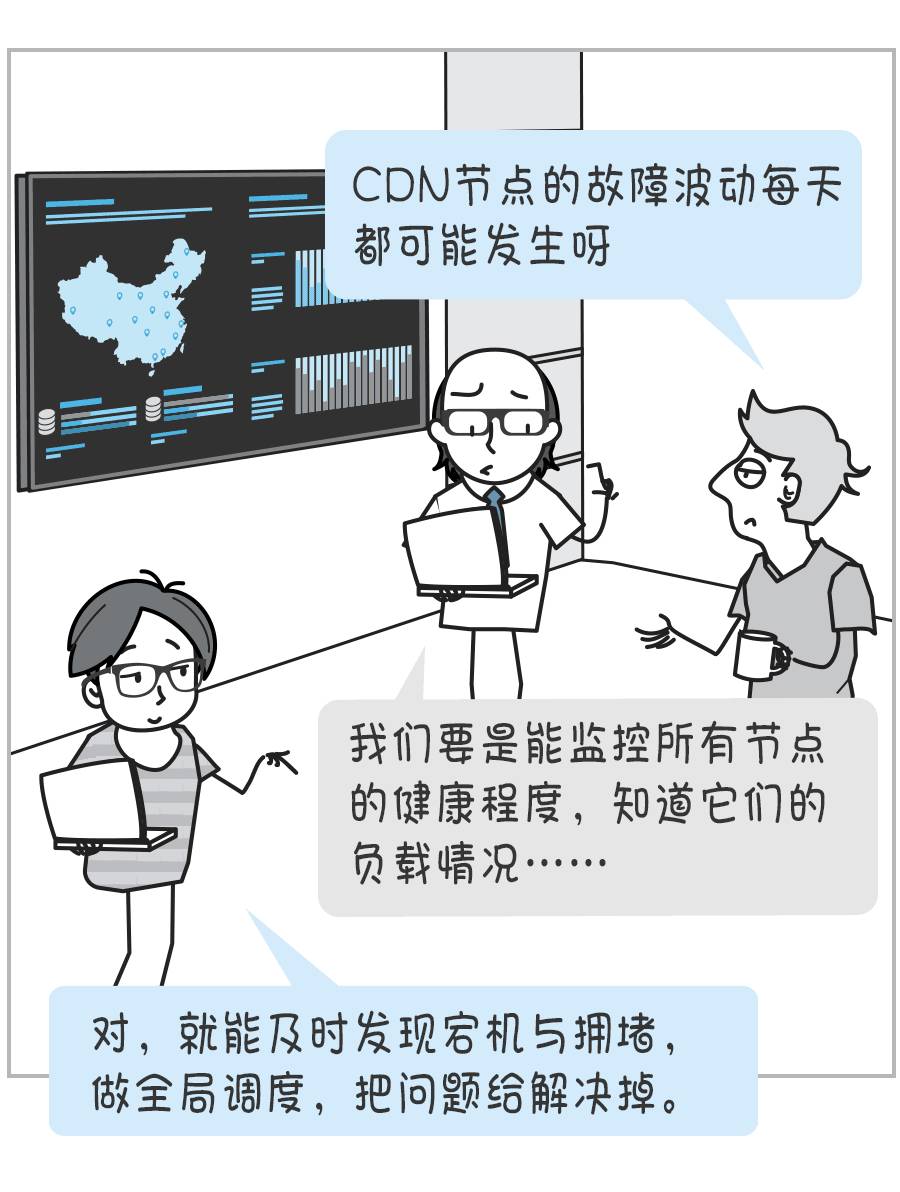 CDN节点的故障波动每天
都可能发生呀
我们要是能监控所有节点
的健康程度，知道它们的
负载情况……
对，就能及时发现宕机与拥堵，
做全局调度，把问题给解决掉。